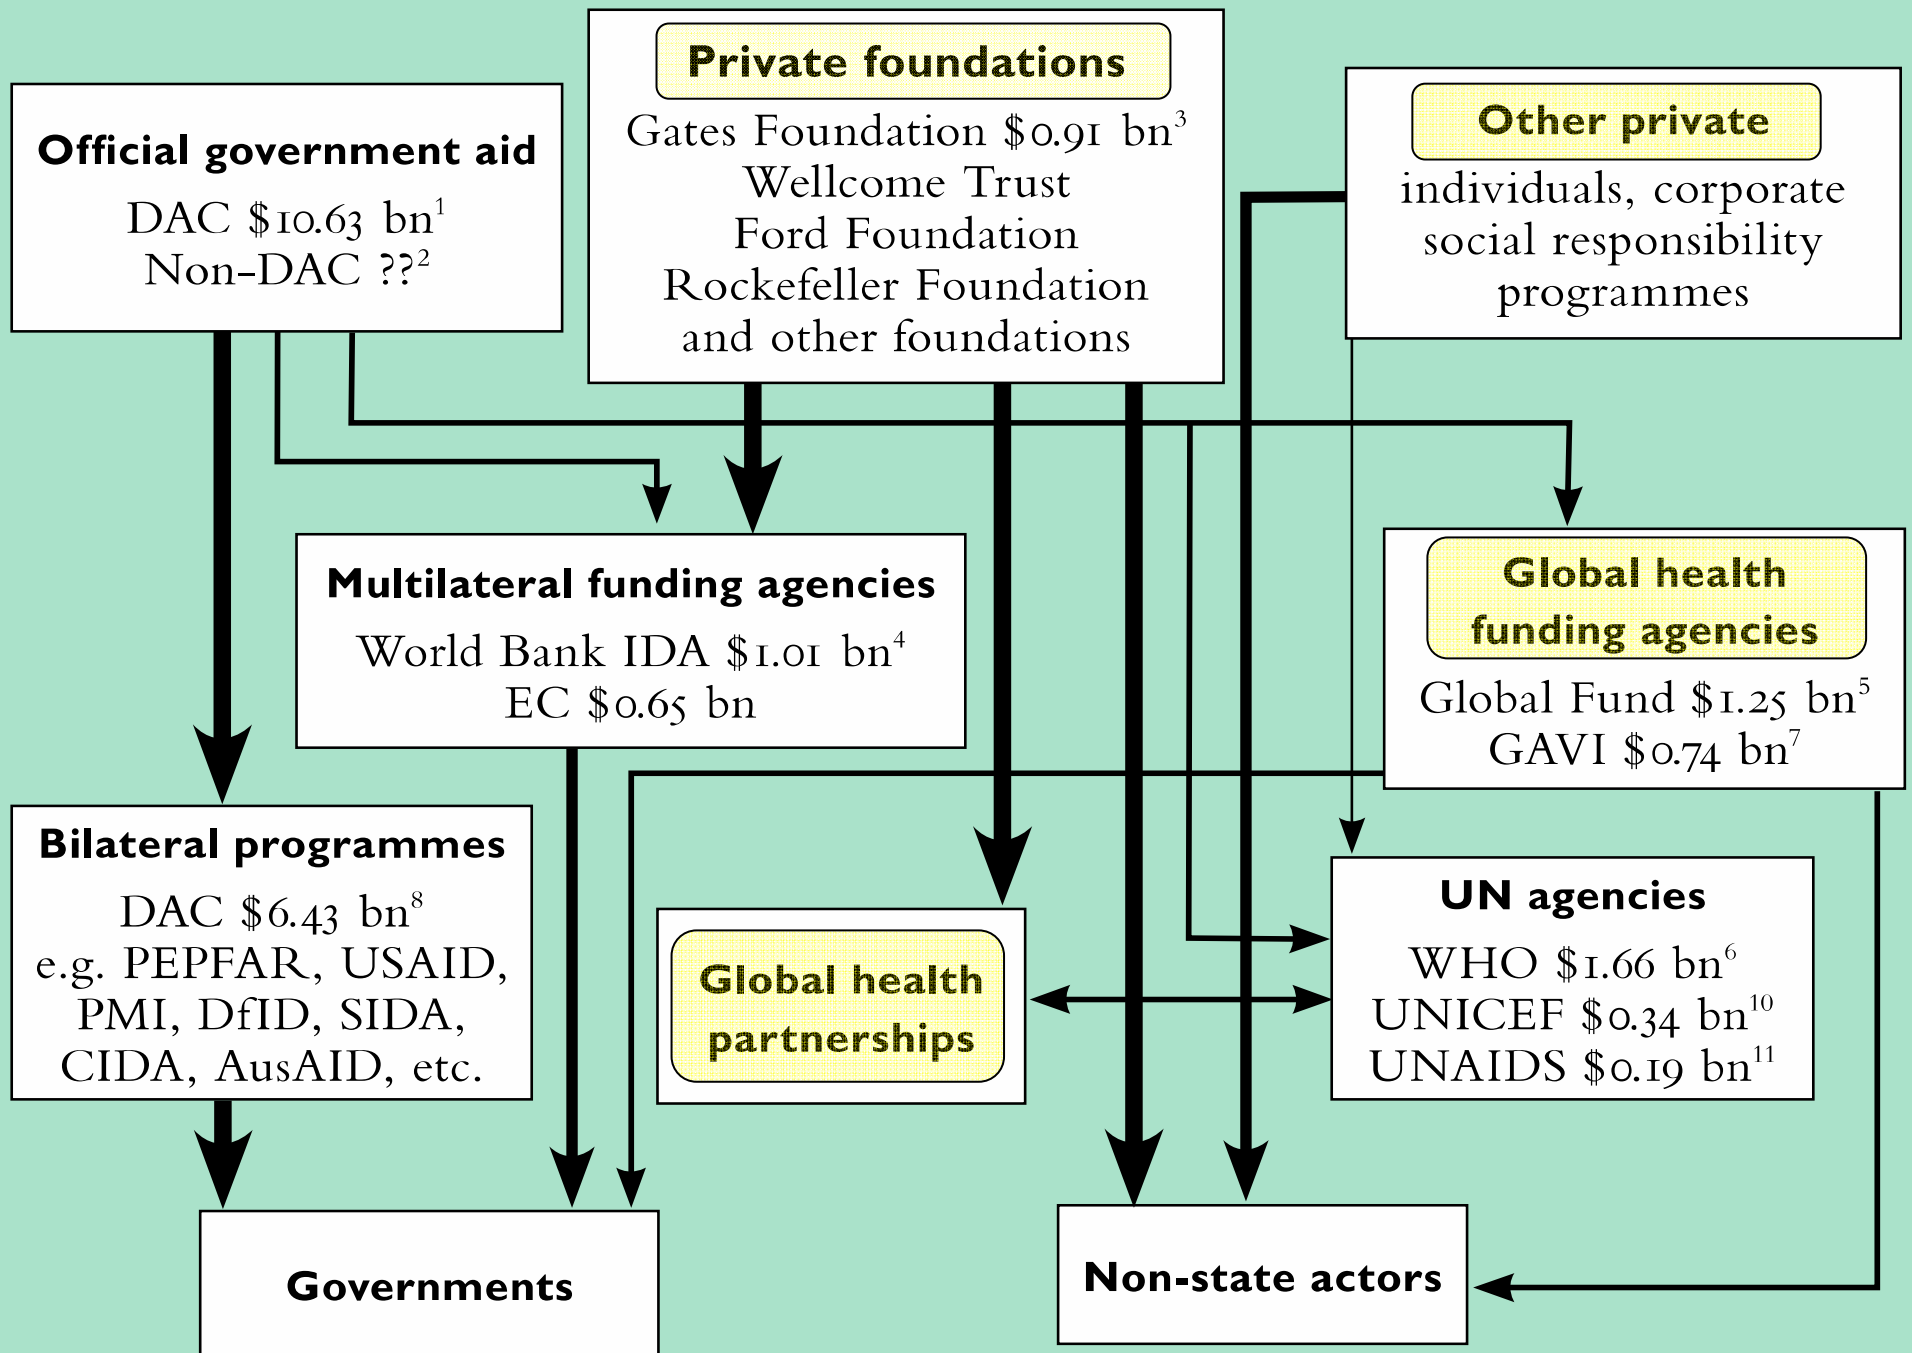 Official government aid
DAC $10.63 bn¹
Non-DAC ??²
Private foundations
Gates Foundation $0.91 bn³
Wellcome Trust
Ford Foundation
Rockefeller Foundation
and other foundations
Other private
individuals, corporate
social responsibility
programmes
Multilateral funding agencies
World Bank IDA $1.01 bn⁴
EC $0.65 bn
Global health
funding agencies
Global Fund $1.25 bn⁵
GAVI $0.74 bn⁷
Bilateral programmes
DAC $6.43 bn⁸
e.g. PEPFAR, USAID,
PMI, DfID, SIDA,
CIDA, AusAID, etc.
Global health
partnerships
UN agencies
WHO $1.66 bn⁶
UNICEF $0.34 bn¹⁰
UNAIDS $0.19 bn¹¹
Governments
Non-state actors